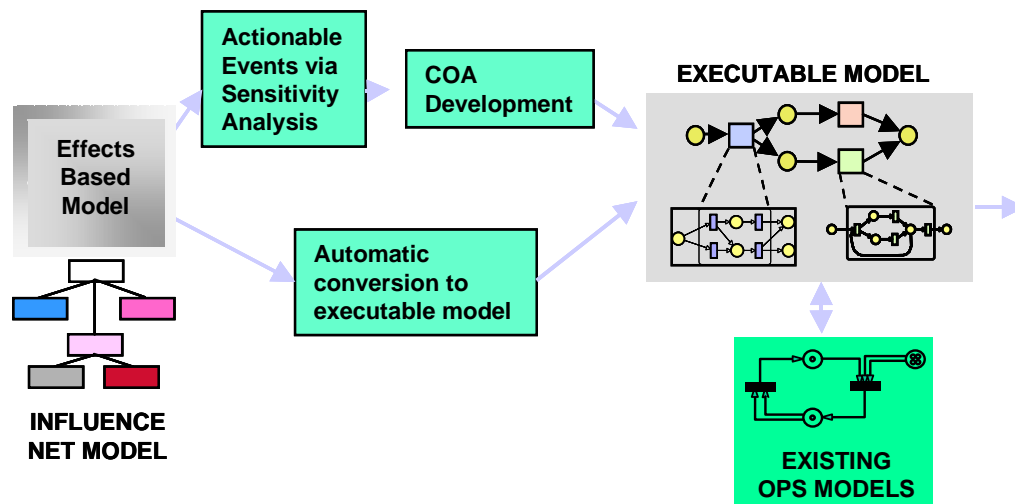 Actionable
Events via
Sensitivity
Analysis
COA
Development
EXECUTABLE MODEL
Effects
Based
Model
Automatic
conversion to
executable model
INFLUENCE
NET MODEL
EXISTING
OPS MODELS